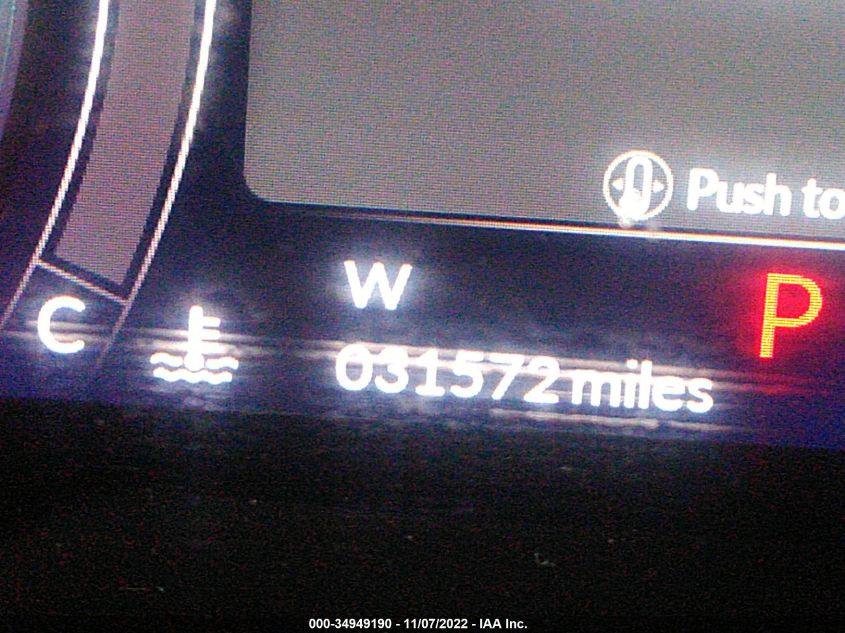 Push to
W
P
C
031572 miles
000-34949190 - 11/07/2022 - IAA Inc.